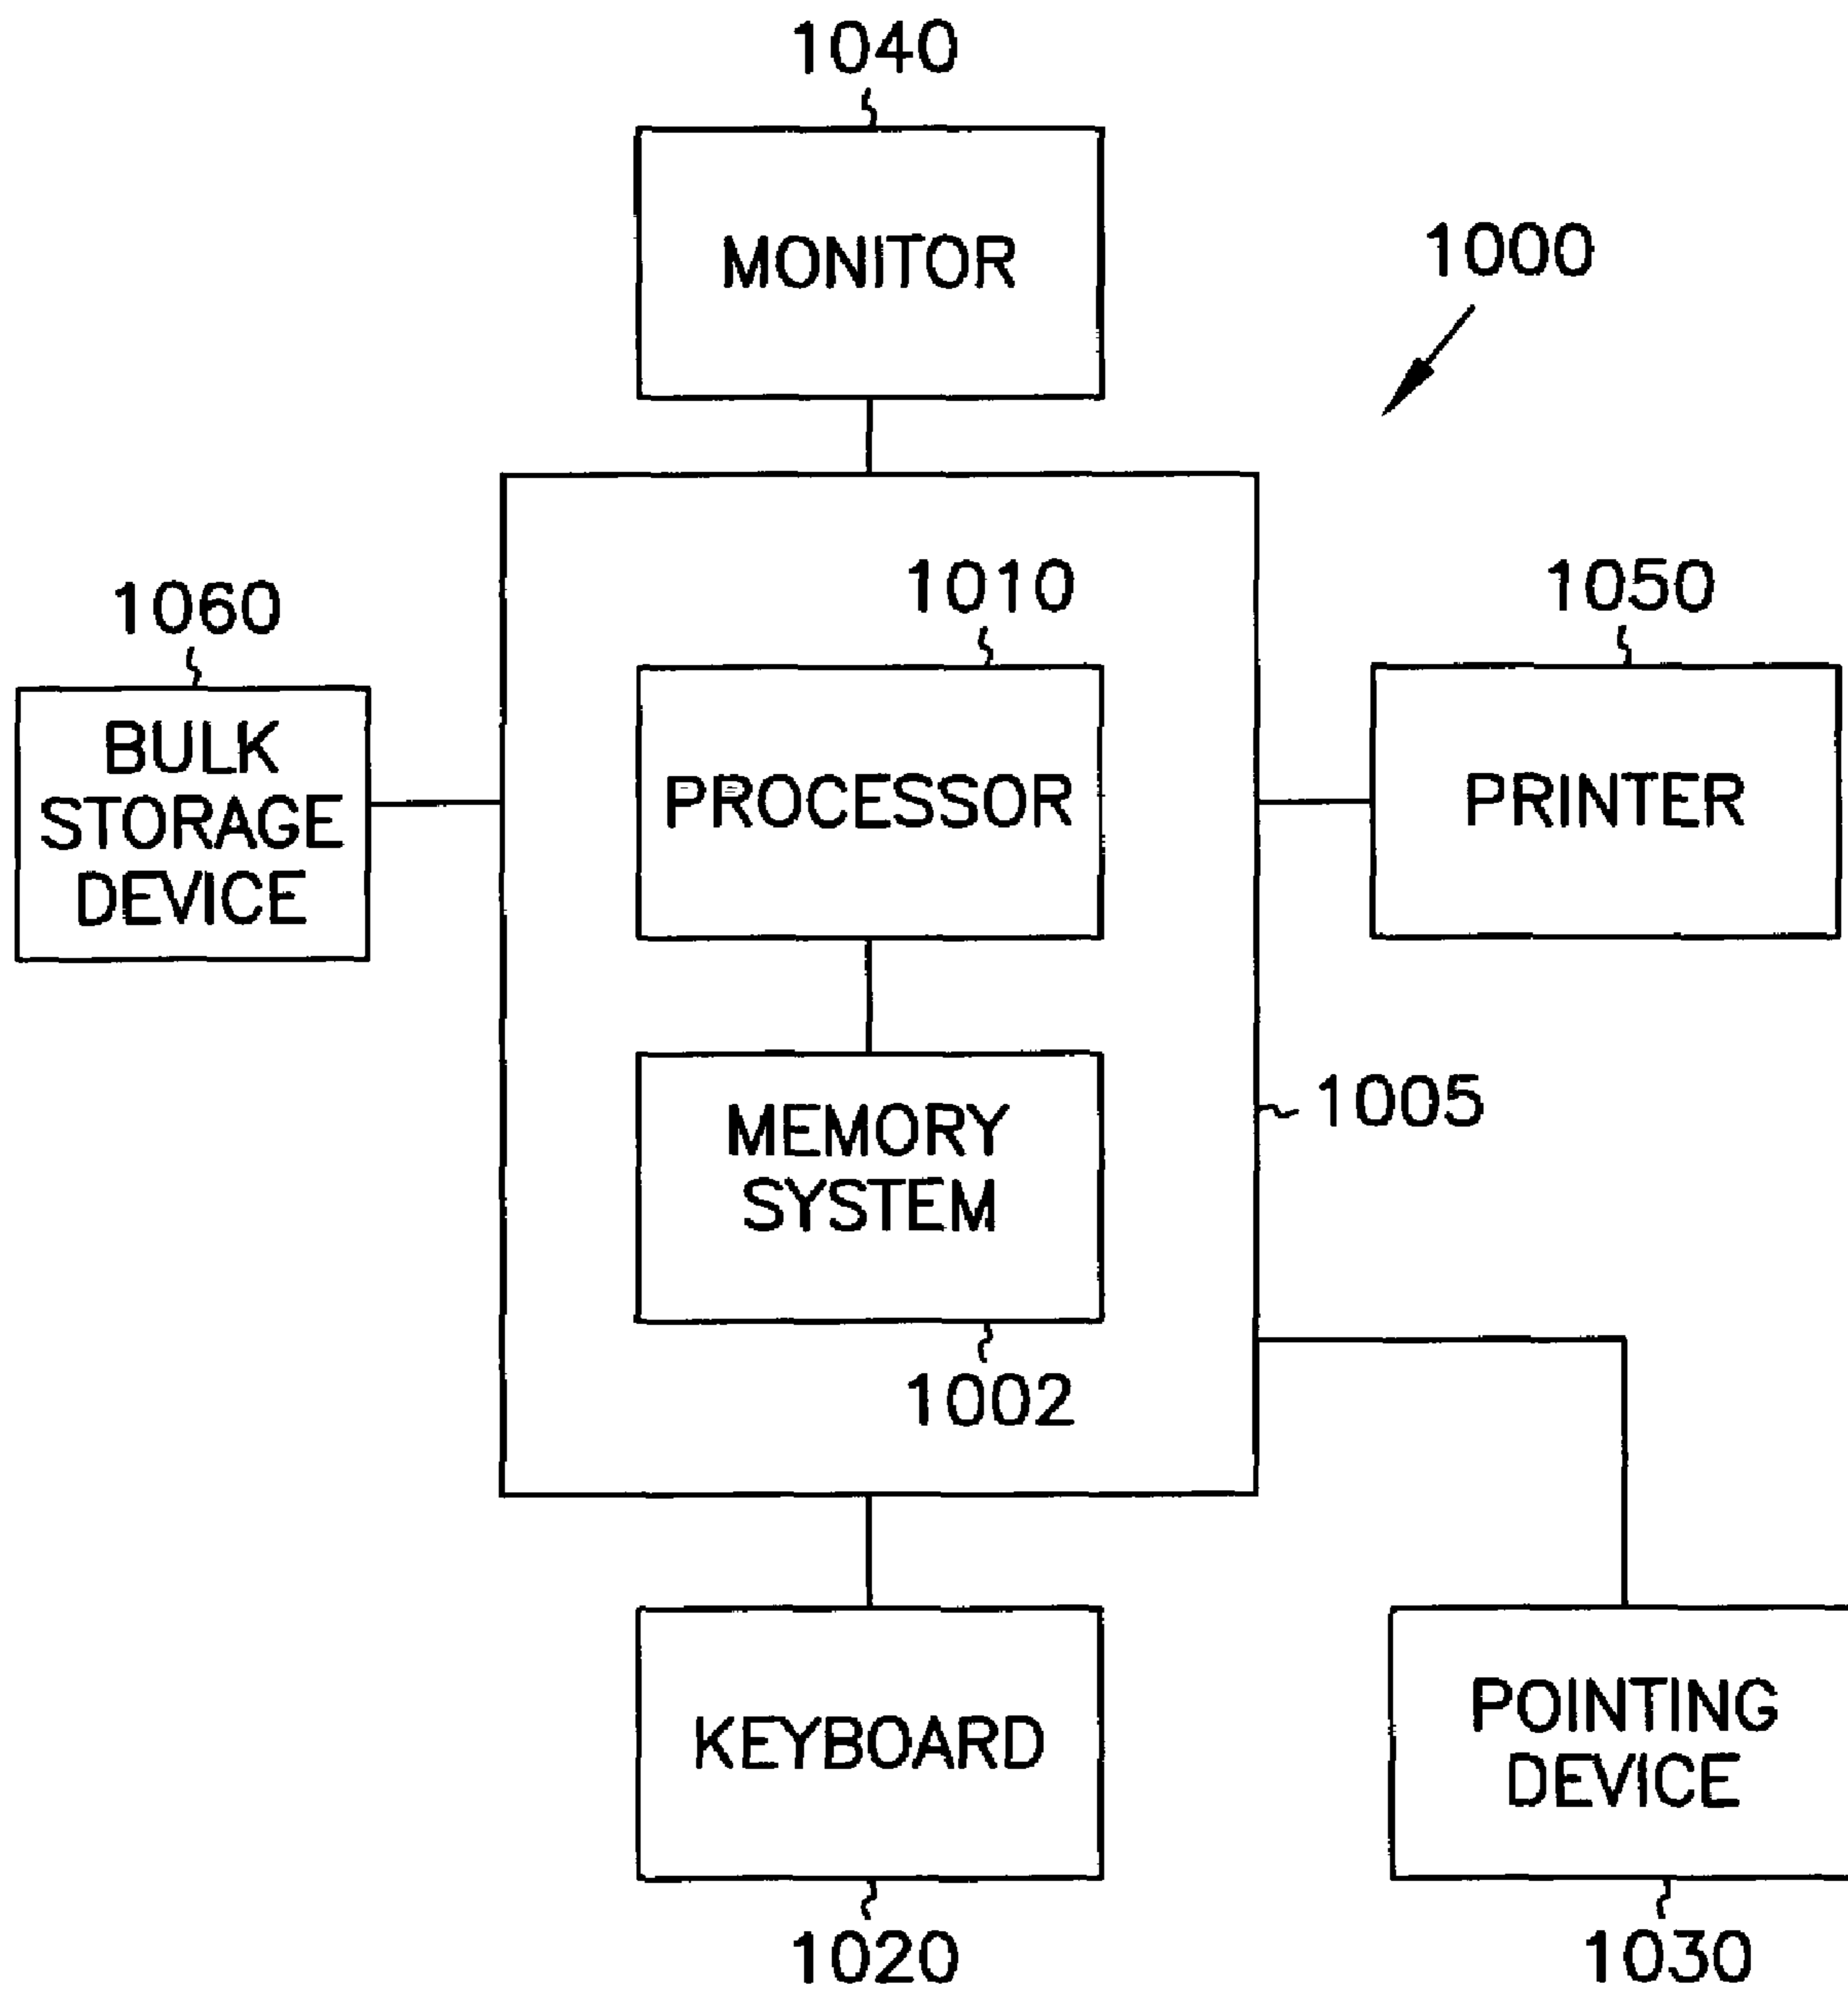 1040
MONITOR
1000
1010
PROCESSOR
1060
BULK
STORAGE
DEVICE
1050
PRINTER
MEMORY
SYSTEM
1005
1002
KEYBOARD
1020
POINTING
DEVICE
1030